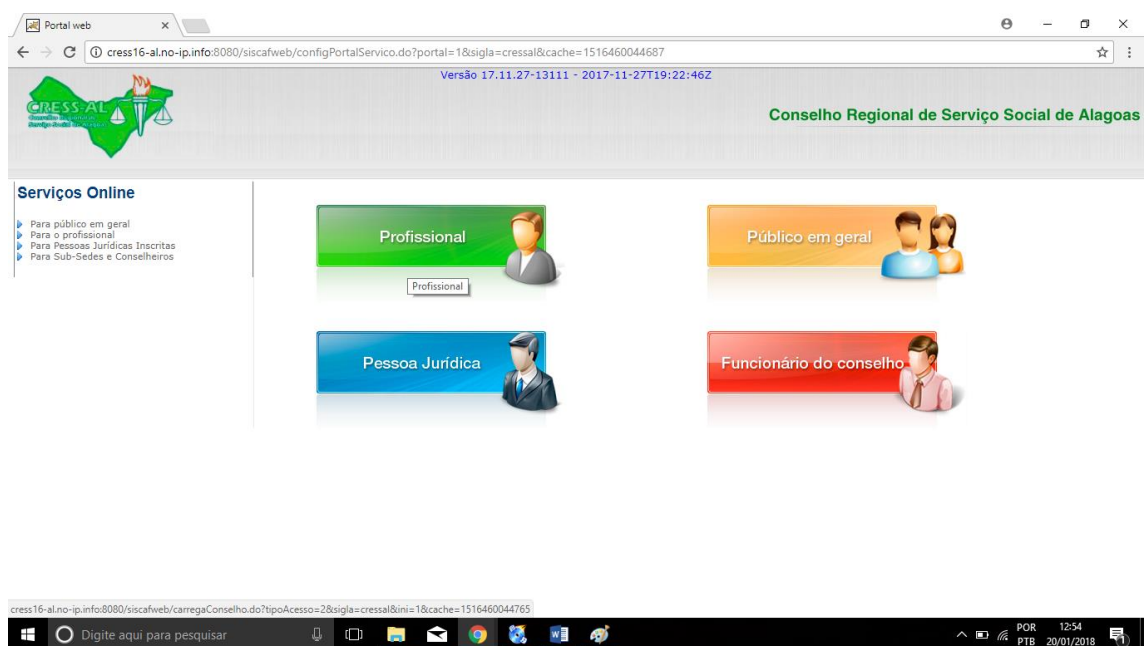 Portal web
cress16-al.no-ip.info:8080/siscafweb/configPortalServico.do?portal=1&sigla=cressal&cache=1516460044687
Versão 17.11.27-13111 - 2017-11-27T19:22:46Z
CRESS-AL
Conselho Regional de Serviço Social de Alagoas
Serviços Online
Para público em geral
Para o profissional
Para Pessoas Jurídicas Inscritas
Para Sub-Sedes e Conselheiros
Profissional
Público em geral
Profissional
Pessoa Jurídica
Funcionário do conselho
cress16-al.no-ip.info:8080/siscafweb/carregaConselho.do?tipoAcesso=2&sigla=cressal&ini=1&cache=1516460044765
Digite aqui para pesquisar
POR 12:54
PTB 20/01/2018